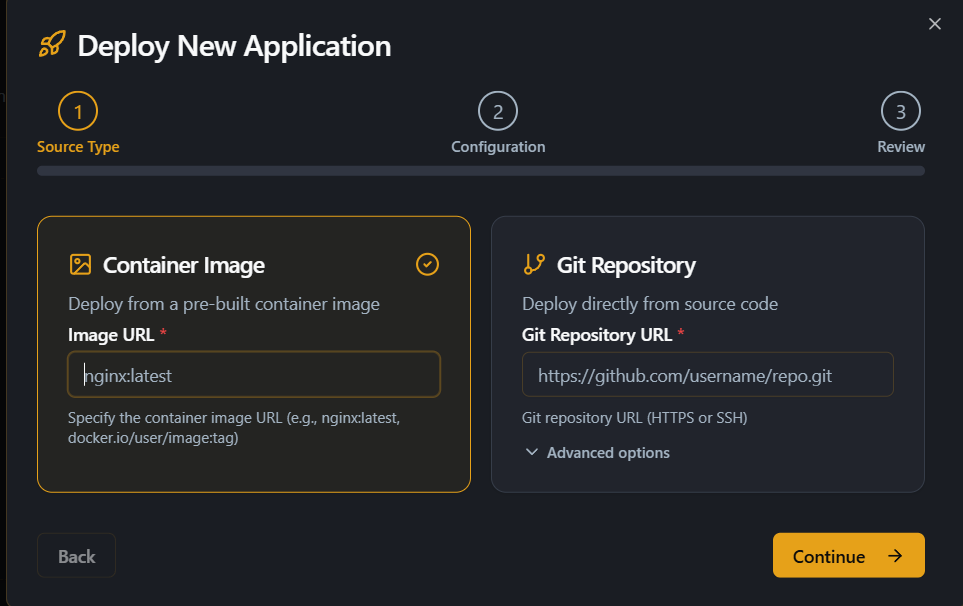 Deploy New Application
1
2
3
Source Type
Configuration
Review
Container Image
Deploy from a pre-built container image
Image URL *
nginx:latest
Specify the container image URL (e.g., nginx:latest,
docker.io/user/image:tag)
Git Repository
Deploy directly from source code
Git Repository URL *
https://github.com/username/repo.git
Git repository URL (HTTPS or SSH)
Advanced options
Back
Continue